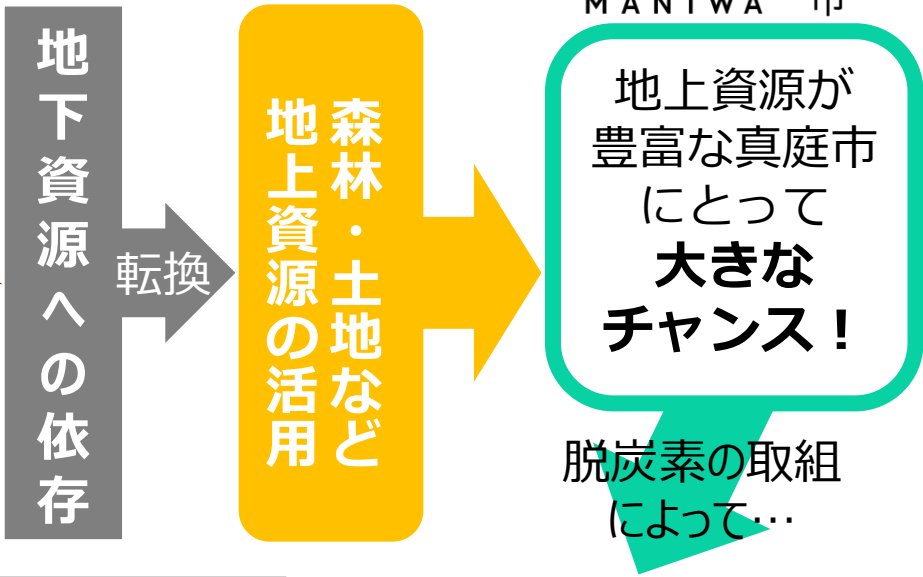 MANIWA 市
地下資源への依存
転換
森林・土地など
地上資源の活用
地上資源が
豊富な真庭市
にとって
大きな
チャンス！
脱炭素の取組
によって…